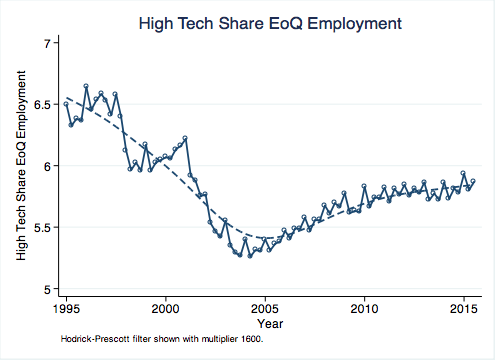 High Tech Share EoQ Employment
High Tech Share EoQ Employment
7
6.5
6
5.5
5
1995 2000 2005 2010 2015
Year
Hodrick-Prescott filter shown with multiplier 1600.